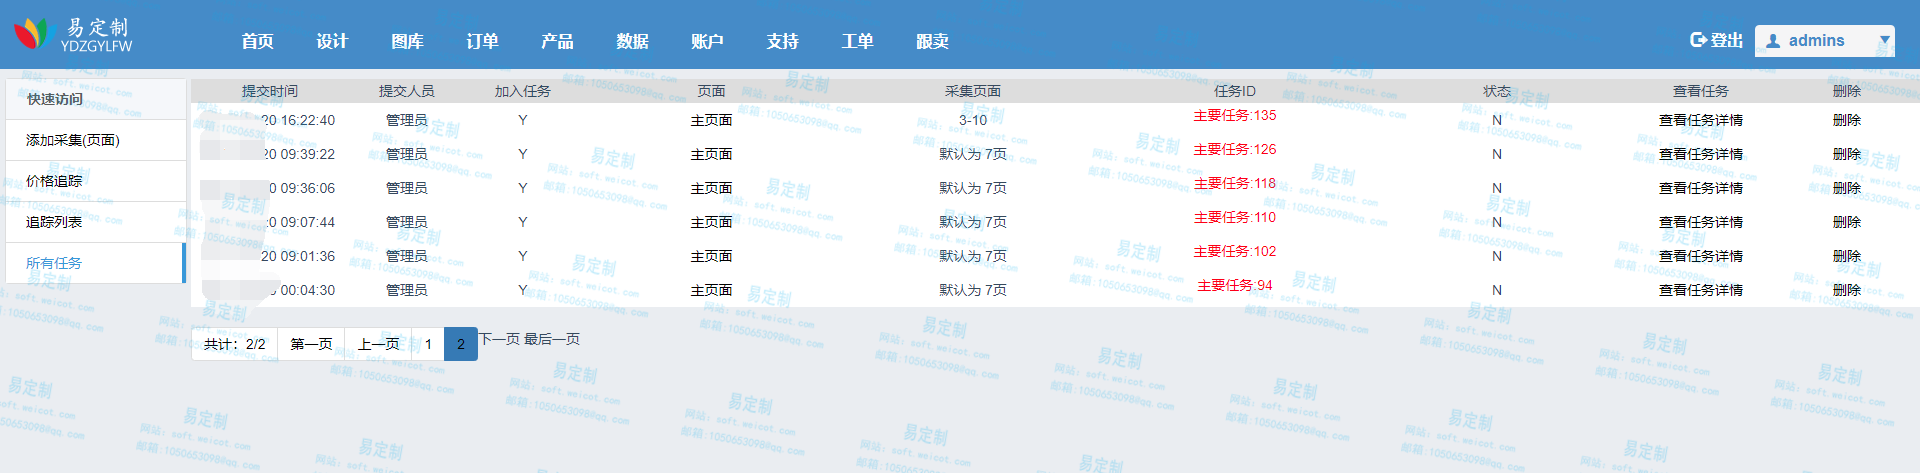 易定制
YDZGYLFW
首页 设计 图库 订单 产品 数据 账户 支持 工单 跟卖
登出 admins
快速访问
添加采集(页面)
价格追踪
追踪列表
所有任务
提交时间 提交人员 加入任务 页面 采集页面 任务ID 状态 查看任务 删除
20 16:22:40 管理员 Y 主页面 3-10 主要任务:135 N 查看任务详情 删除
20 09:39:22 管理员 Y 主页面 默认为 7页 主要任务:126 N 查看任务详情 删除
09:36:06 管理员 Y 主页面 默认为 7页 主要任务:118 N 查看任务详情 删除
20 09:07:44 管理员 Y 主页面 默认为 7页 主要任务:110 N 查看任务详情 删除
20 09:01:36 管理员 Y 主页面 默认为 7页 主要任务:102 N 查看任务详情 删除
00:04:30 管理员 Y 主页面 默认为 7页 主要任务:94 N 查看任务详情 删除
共计：2/2 第一页 上一页 1 2 下一页 最后一页
易定制
网站: soft.weicot.com
邮箱:1050653098@qq.com